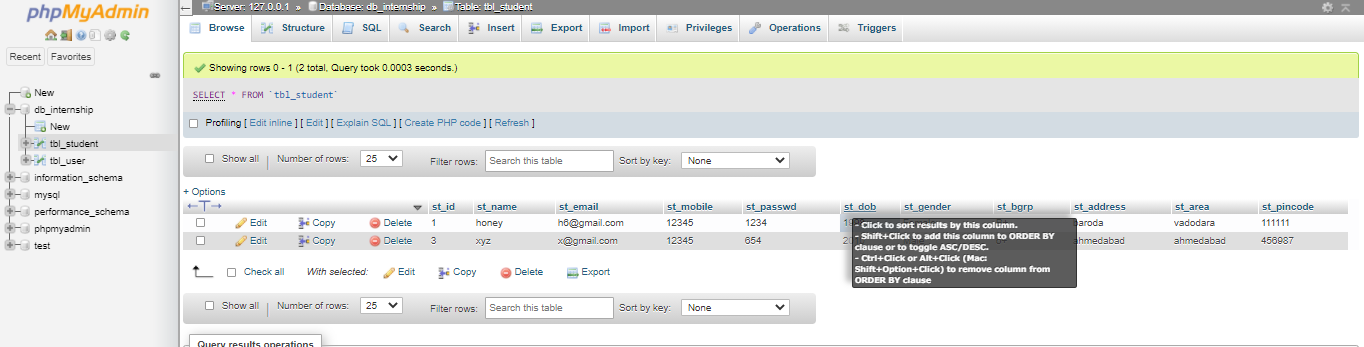 phpMyAdmin
Server: 127.0.0.1 » Database: db_internship » Table: tbl_student
Browse Structure SQL Search Insert Export Import Privileges Operations Triggers
Recent Favorites
New
db_internship
New
tbl_student
tbl_user
information_schema
mysql
performance_schema
phpmyadmin
test
Showing rows 0 - 1 (2 total, Query took 0.0003 seconds.)
SELECT * FROM `tbl_student`
Profiling [ Edit inline ] [ Edit ] [ Explain SQL ] [ Create PHP code ] [ Refresh ]
Show all Number of rows: 25 Filter rows: Search this table Sort by key: None
+ Options
←T→ st_id st_name st_email st_mobile st_passwd st_dob st_gender st_bgrp st_address st_area st_pincode
Edit Copy Delete 1 honey h6@gmail.com 12345 1234 baroda vadodara 111111
Edit Copy Delete 3 xyz x@gmail.com 12345 654 ahmedabad ahmedabad 456987
- Click to sort results by this column.
- Shift+Click to add this column to ORDER BY
clause or to toggle ASC/DESC.
- Ctrl+Click or Alt+Click (Mac:
Shift+Option+Click) to remove column from
ORDER BY clause
Check all With selected: Edit Copy Delete Export
Show all Number of rows: 25 Filter rows: Search this table Sort by key: None
Query results operations